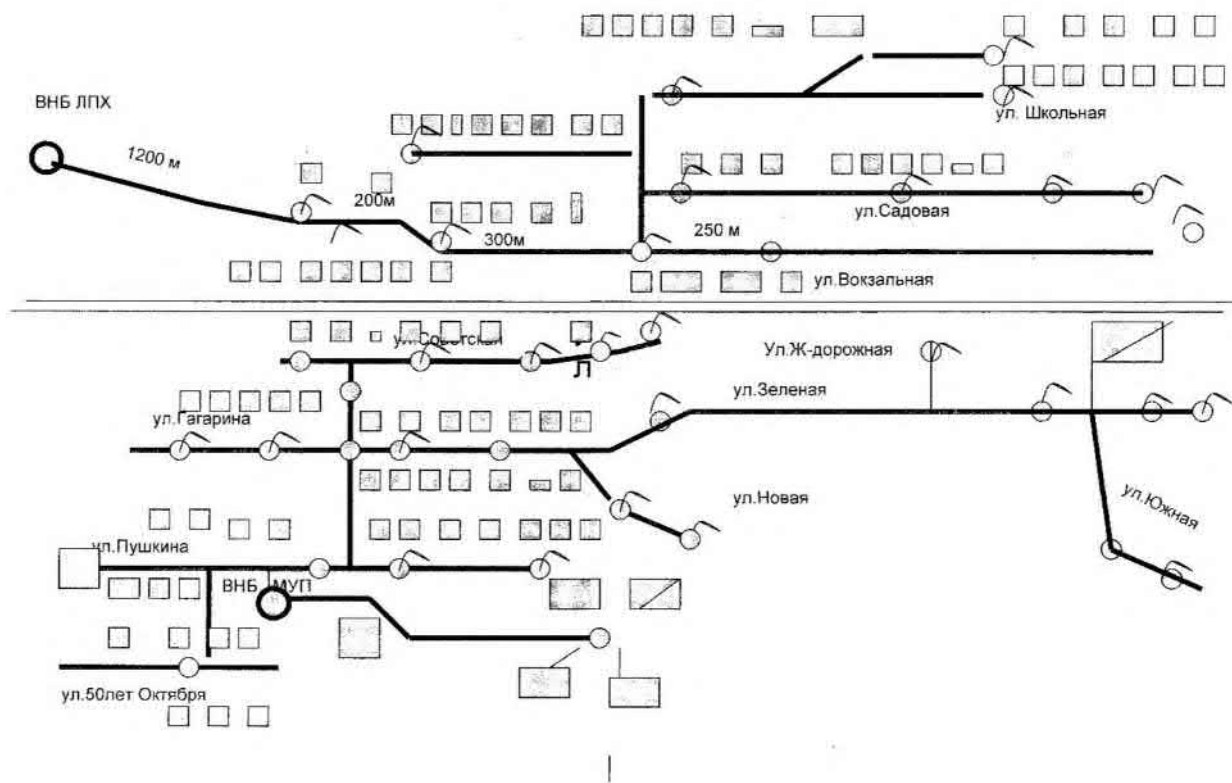 ВНБ ЛПХ
1200 м
200м
300м
250 м
ул. Школьная
ул.Садовая
ул.Вокзальная
ул.Советская
Л
Ул.Ж-дорожная
ул.Зеленая
ул.Гагарина
ул.Новая
ул.Южная
ул.Пушкина
ВНБ МУП
ул.50лет Октября